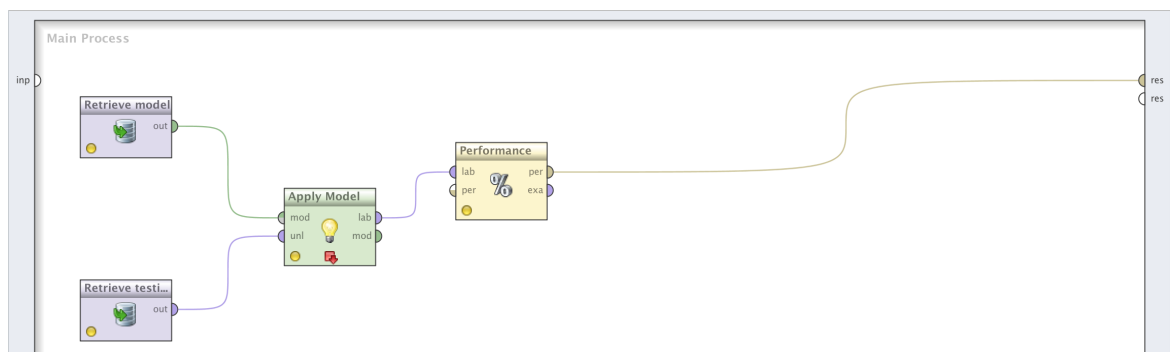 Main Process
inp
res
res
Retrieve model
out
Performance
lab per
per % exa
Apply Model
mod lab
unl mod
Retrieve testi...
out